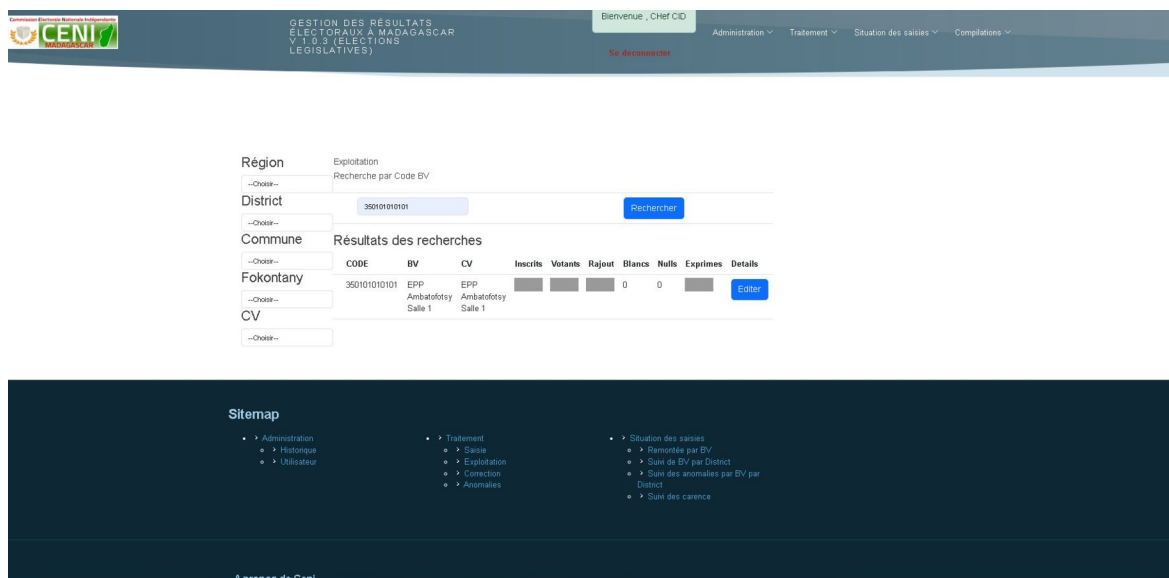 Commission Electorale Nationale Indépendante
CENI
MADAGASCAR
GESTION DES RÉSULTATS
ÉLECTORAUX À MADAGASCAR
V 1.0.3 (ELECTIONS
LEGISLATIVES)
Bienvenue , CHef CID
Se deconnecter
Administration
Traitement
Situation des saisies
Compilations
Région
--Choisir--
District
--Choisir--
Commune
--Choisir--
Fokontany
--Choisir--
CV
--Choisir--
Exploitation
Recherche par Code BV
350101010101
Rechercher
Résultats des recherches
CODE BV CV Inscrits Votants Rajout Blancs Nulls Exprimes Details
350101010101 EPP Ambatofotsy Salle 1 EPP Ambatofotsy Salle 1 0 0 Editer
Sitemap
Administration
Historique
Utilisateur
Traitement
Saisie
Exploitation
Correction
Anomalies
Situation des saisies
Remontée par BV
Suivi de BV par District
Suivi des anomalies par BV par
District
Suivi des carence
A propos de Ceni